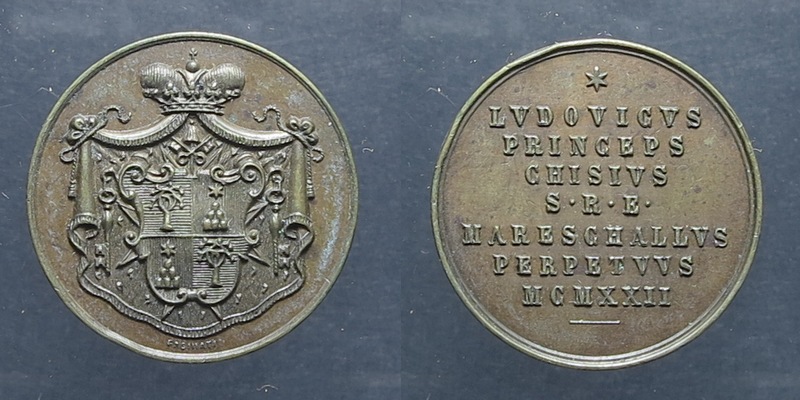 LVDOVICVS
PRINCEPS
CHISIVS
S·R·E·
MARESCHALLVS
PERPETVVS
MCMXXII